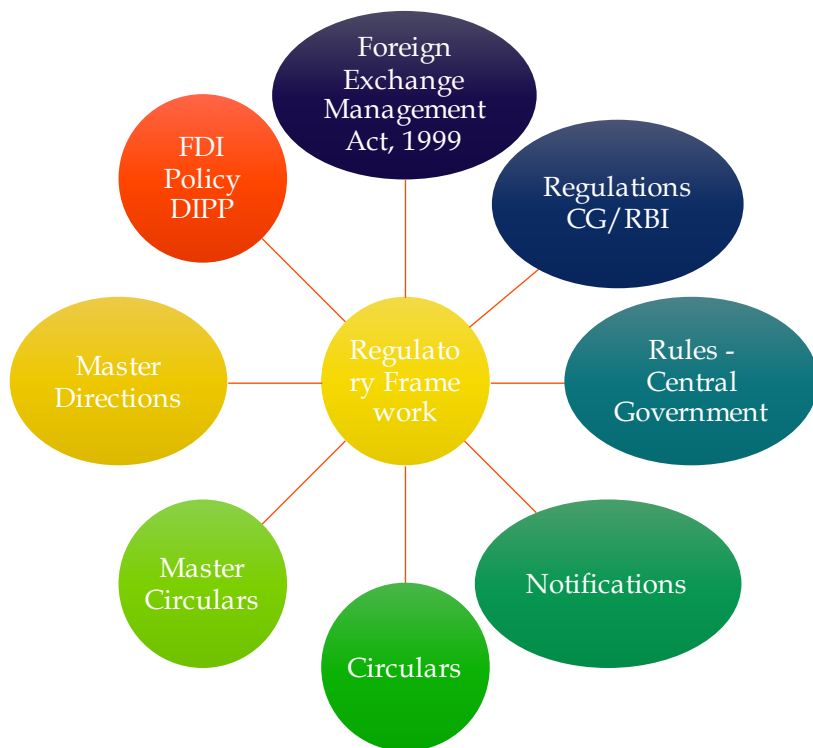 Foreign
Exchange
Management
Act, 1999
FDI
Policy
DIPP
Regulations
CG/RBI
Master
Directions
Regulato
ry Frame
work
Rules -
Central
Government
Master
Circulars
Notifications
Circulars